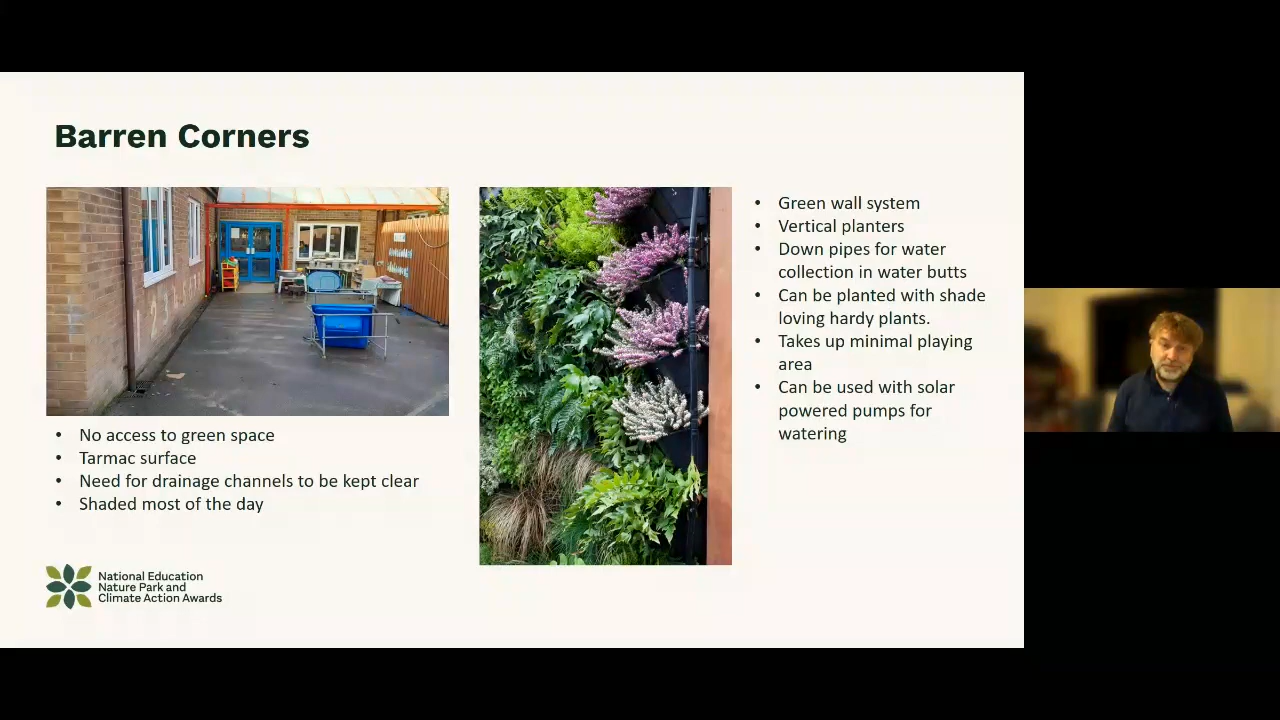 Barren Corners
• No access to green space
• Tarmac surface
• Need for drainage channels to be kept clear
• Shaded most of the day
• Green wall system
• Vertical planters
• Down pipes for water
collection in water butts
• Can be planted with shade
loving hardy plants.
• Takes up minimal playing
area
• Can be used with solar
powered pumps for
watering
National Education
Nature Park and
Climate Action Awards